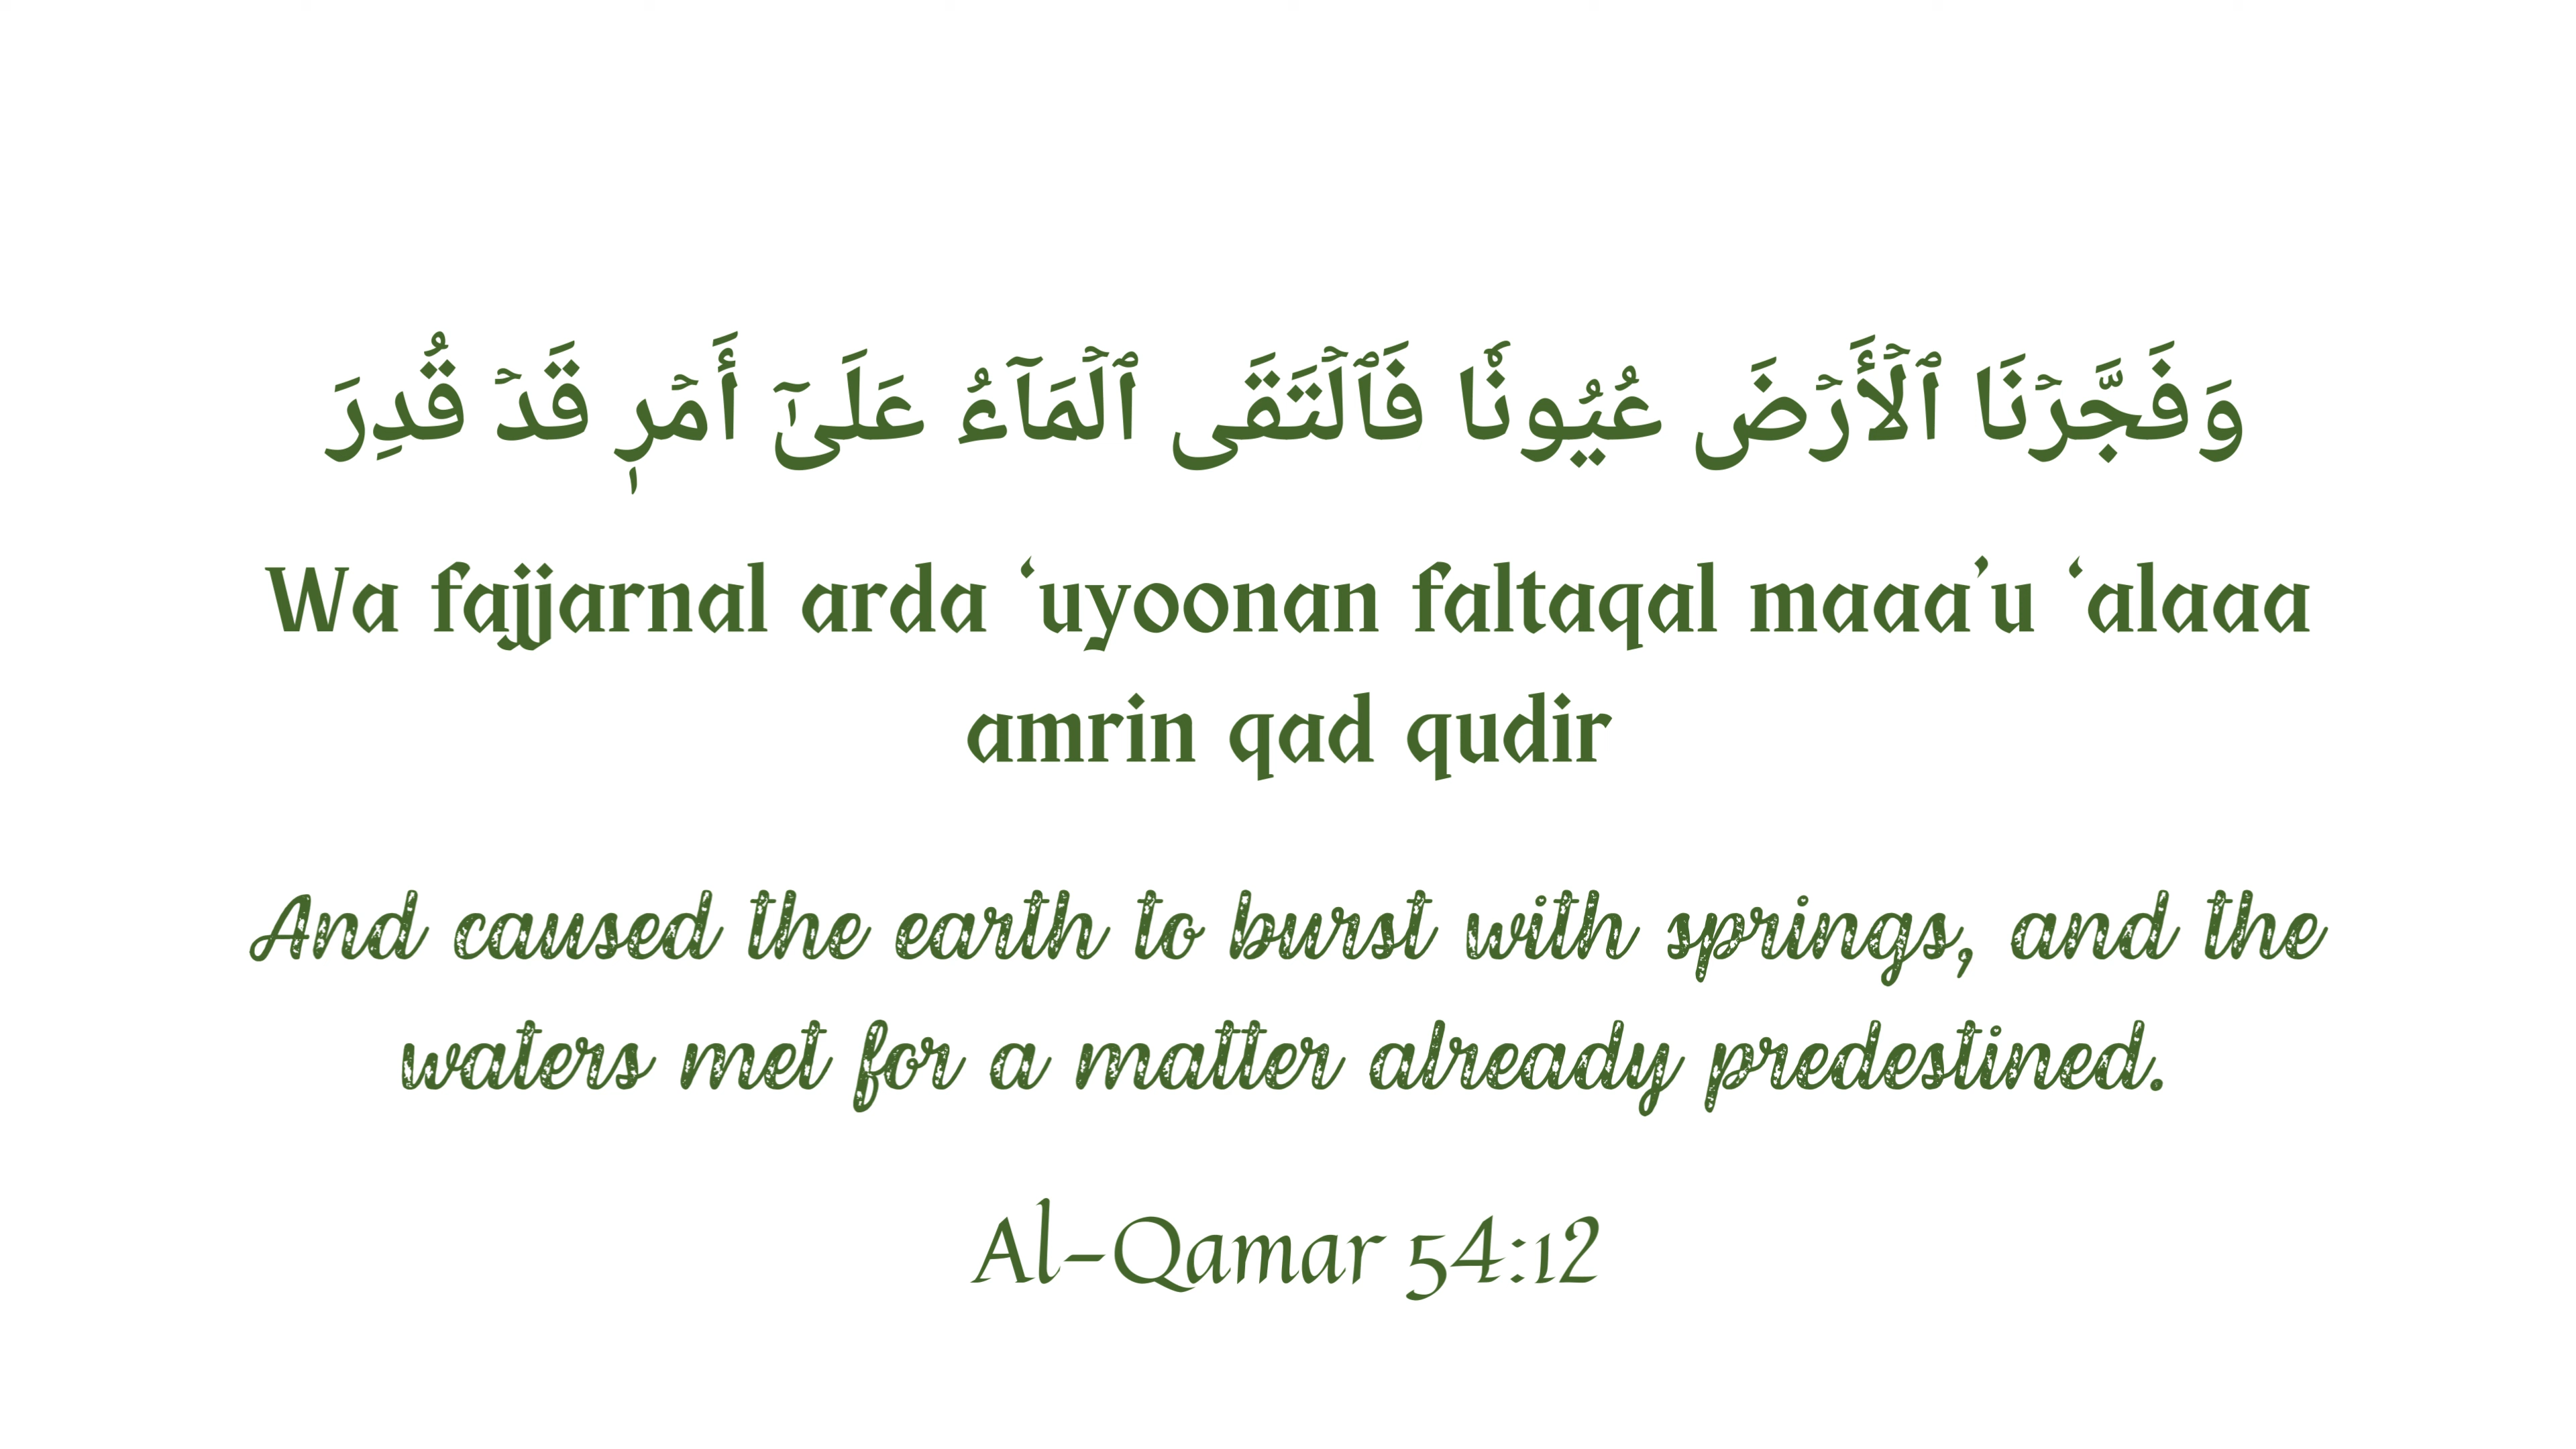 وَفَجَّرۡنَا ٱلۡأَرۡضَ عُيُونٗا فَٱلۡتَقَى ٱلۡمَآءُ عَلَىٰٓ أَمۡرٖ قَدۡ قُدِرَ
Wa fajjarnal arda ‘uyoonan faltaqal maaa’u ‘alaaa
amrin qad qudir
And caused the earth to burst with springs, and the
waters met for a matter already predestined.
Al-Qamar 54:12